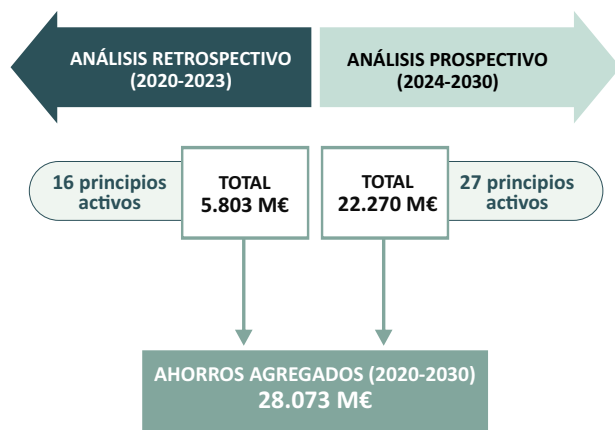 ANÁLISIS RETROSPECTIVO
(2020-2023)
ANÁLISIS PROSPECTIVO
(2024-2030)
16 principios
activos
TOTAL
5.803 M€
TOTAL
22.270 M€
27 principios
activos
AHORROS AGREGADOS (2020-2030)
28.073 M€